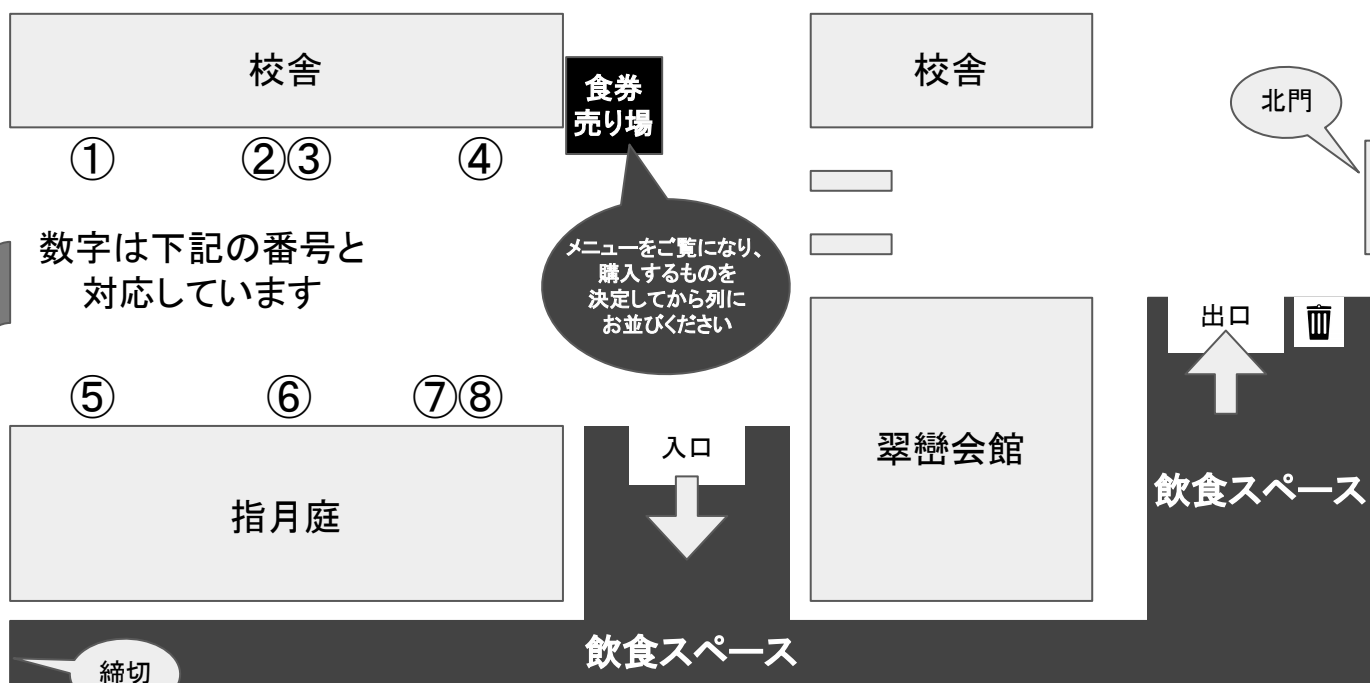 校舎
食券
売り場
校舎
北門
①
②③
④
数字は下記の番号と
対応しています
メニューをご覧になり、
購入するものを
決定してから列に
お並びください
出口
⑤
⑥
⑦⑧
入口
翠巒会館
指月庭
飲食スペース
飲食スペース
締切